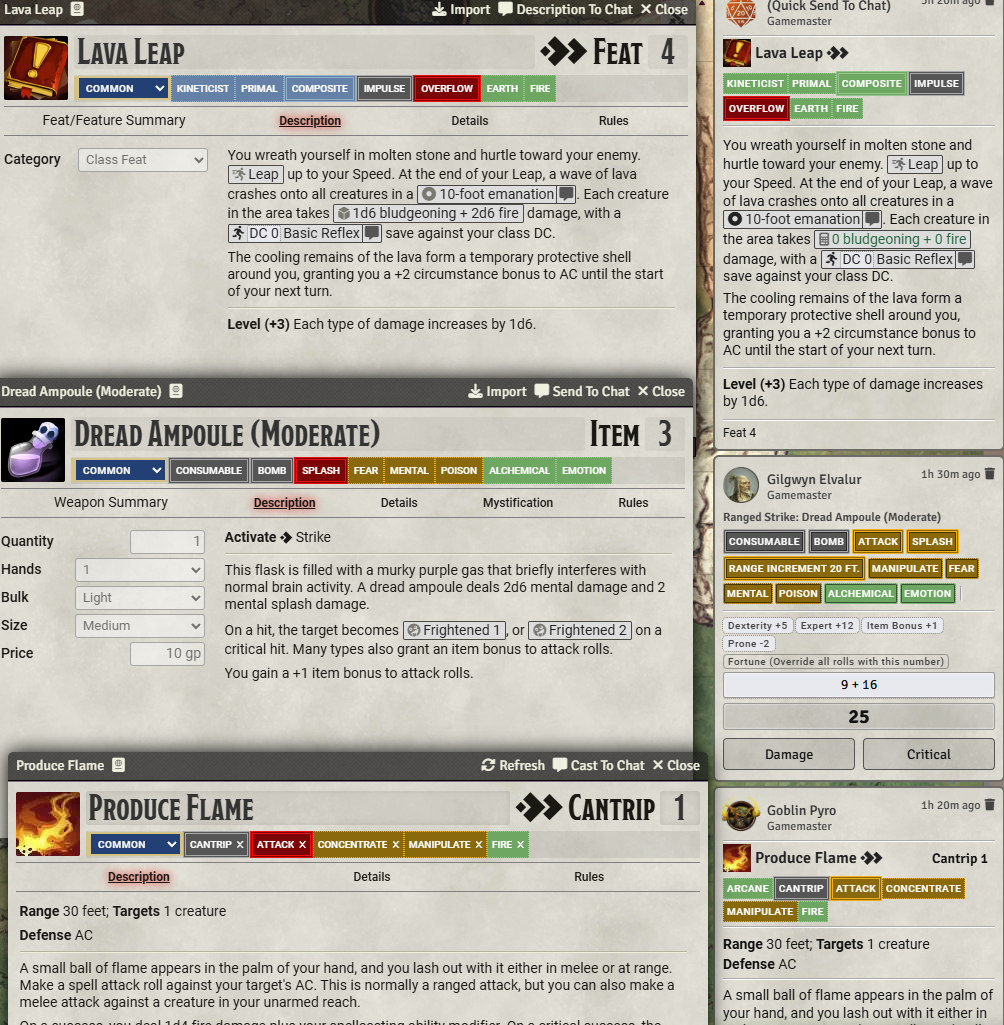 Lava Leap
Import Description To Chat Close
LAVA LEAP
FEAT 4
COMMON KINETICIST PRIMAL COMPOSITE IMPULSE OVERFLOW EARTH FIRE
Feat/Feature Summary Description Details Rules
Category Class Feat
You wreath yourself in molten stone and hurtle toward your enemy.
Leap up to your Speed. At the end of your Leap, a wave of lava
crashes onto all creatures in a 10-foot emanation. Each creature
in the area takes 1d6 bludgeoning + 2d6 fire damage, with a
DC 0 Basic Reflex save against your class DC.
The cooling remains of the lava form a temporary protective shell
around you, granting you a +2 circumstance bonus to AC until the start
of your next turn.
Level (+3) Each type of damage increases by 1d6.
Dread Ampoule (Moderate)
Import Send To Chat Close
DREAD AMPOULE (MODERATE)
ITEM 3
COMMON CONSUMABLE BOMB SPLASH FEAR MENTAL POISON ALCHEMICAL EMOTION
Weapon Summary Description Details Mystification Rules
Quantity 1
Hands 1
Bulk Light
Size Medium
Price 10 gp
Activate Strike
This flask is filled with a murky purple gas that briefly interferes with
normal brain activity. A dread ampoule deals 2d6 mental damage and 2
mental splash damage.
On a hit, the target becomes Frightened 1, or Frightened 2 on a
critical hit. Many types also grant an item bonus to attack rolls.
You gain a +1 item bonus to attack rolls.
Produce Flame
Refresh Cast To Chat Close
PRODUCE FLAME
CANTRIP 1
COMMON CANTRIP X ATTACK X CONCENTRATE X MANIPULATE X FIRE X
Description Details Rules
Range 30 feet; Targets 1 creature
Defense AC
A small ball of flame appears in the palm of your hand, and you lash out with it either in melee or at range.
Make a spell attack roll against your target's AC. This is normally a ranged attack, but you can also make a
melee attack against a creature in your unarmed reach.
On a success, you deal 1d4 fire damage plus your spellcasting ability modifier. On a critical success, the
(Quick Send To Chat)
5h 20m ago
Gamemaster
Lava Leap
KINETICIST PRIMAL COMPOSITE IMPULSE
OVERFLOW EARTH FIRE
You wreath yourself in molten stone and
hurtle toward your enemy. Leap up to
your Speed. At the end of your Leap, a wave
of lava crashes onto all creatures in a
10-foot emanation. Each creature in
the area takes 0 bludgeoning + 0 fire
damage, with a DC 0 Basic Reflex
save against your class DC.
The cooling remains of the lava form a
temporary protective shell around you,
granting you a +2 circumstance bonus to
AC until the start of your next turn.
Level (+3) Each type of damage increases
by 1d6.
Feat 4
Gilgwyn Elvalur
1h 30m ago
Gamemaster
Ranged Strike: Dread Ampoule (Moderate)
CONSUMABLE BOMB ATTACK SPLASH
RANGE INCREMENT 20 FT. MANIPULATE FEAR
MENTAL POISON ALCHEMICAL EMOTION
Dexterity +5 Expert +12 Item Bonus +1
Prone -2
Fortune (Override all rolls with this number)
9 + 16
25
Damage Critical
Goblin Pyro
1h 20m ago
Gamemaster
Produce Flame Cantrip 1
ARCANE CANTRIP ATTACK CONCENTRATE
MANIPULATE FIRE
Range 30 feet; Targets 1 creature
Defense AC
A small ball of flame appears in the palm of
your hand, and you lash out with it either in